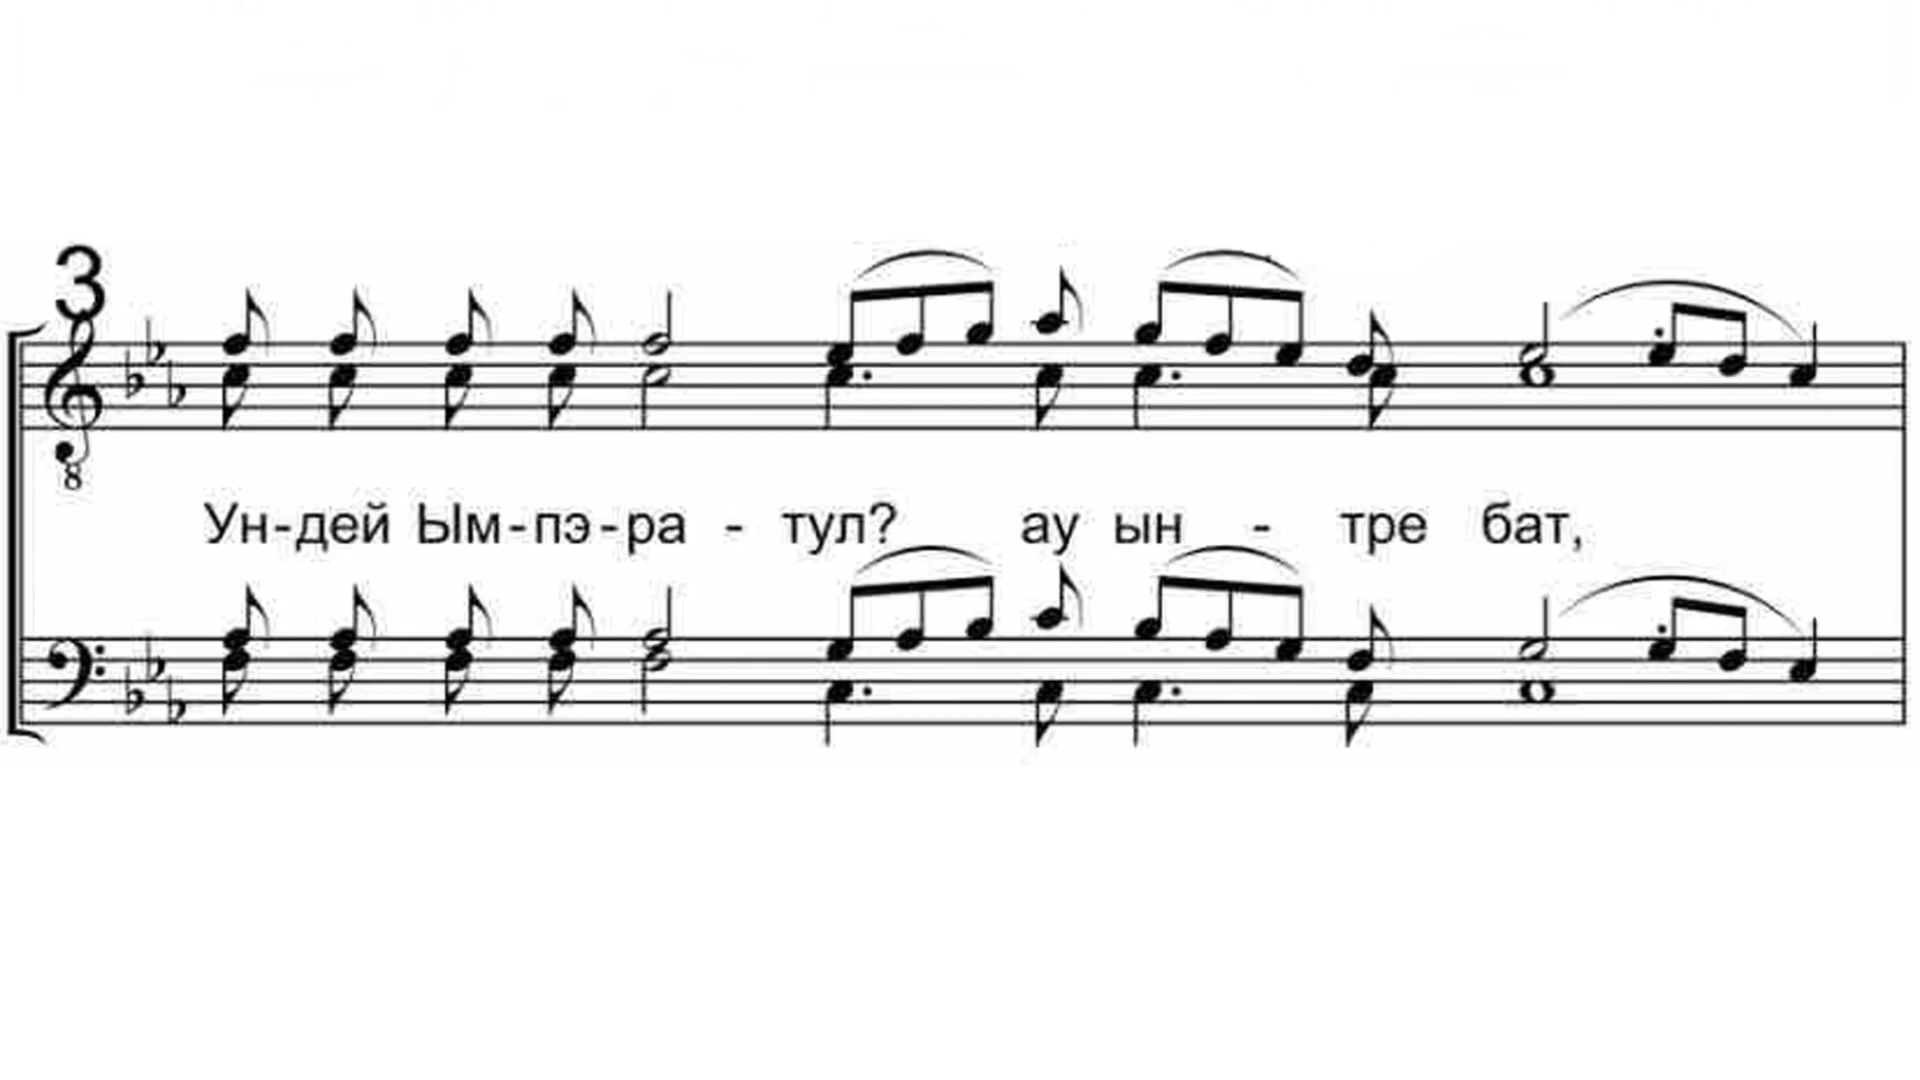 3
8
Ун-дей Ым-пэ-ра - тул? ау ын - тре бат,